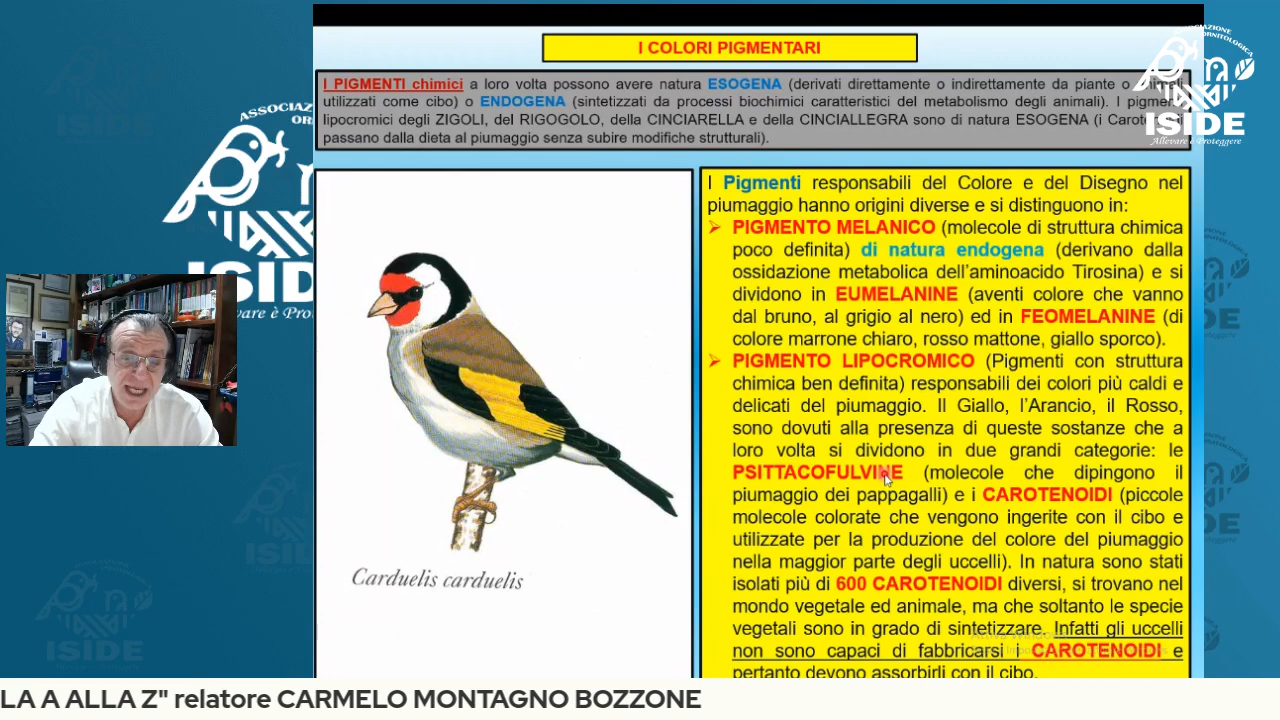 I COLORI PIGMENTARI
I PIGMENTI chimici a loro volta possono avere natura ESOGENA (derivati direttamente o indirettamente da piante o
utilizzati come cibo) o ENDOGENA (sintetizzati da processi biochimici caratteristici del metabolismo degli animali). I
lipocromici degli ZIGOLI, del RIGOGOLO, della CINCIARELLA e della CINCIALLEGRA sono di natura ESOGENA (i
passano dalla dieta al piumaggio senza subire modifiche strutturali).
ASSOCIAZIONE
ORNITOLOGICA
ISIDE
Allevare è Proteggere
I Pigmenti responsabili del Colore e del Disegno nel
piumaggio hanno origini diverse e si distinguono in:
➢ PIGMENTO MELANICO (molecole di struttura chimica
poco definita) di natura endogena (derivano dalla
ossidazione metabolica dell'aminoacido Tirosina) e si
dividono in EUMELANINE (aventi colore che vanno
dal bruno, al grigio al nero) ed in FEOMELANINE (di
colore marrone chiaro, rosso mattone, giallo sporco).
➢ PIGMENTO LIPOCROMICO (Pigmenti con struttura
chimica ben definita) responsabili dei colori più caldi e
delicati del piumaggio. Il Giallo, l'Arancio, il Rosso,
sono dovuti alla presenza di queste sostanze che a
loro volta si dividono in due grandi categorie: le
PSITTACOFULVINE (molecole che dipingono il
piumaggio dei pappagalli) e i CAROTENOIDI (piccole
molecole colorate che vengono ingerite con il cibo e
utilizzate per la produzione del colore del piumaggio
nella maggior parte degli uccelli). In natura sono stati
isolati più di 600 CAROTENOIDI diversi, si trovano nel
mondo vegetale ed animale, ma che soltanto le specie
vegetali sono in grado di sintetizzare. Infatti gli uccelli
non sono capaci di fabbricarsi i CAROTENOIDI e
pertanto devono assorbirli con il cibo.
Carduelis carduelis
LA A ALLA Z" relatore CARMELO MONTAGNO BOZZONE